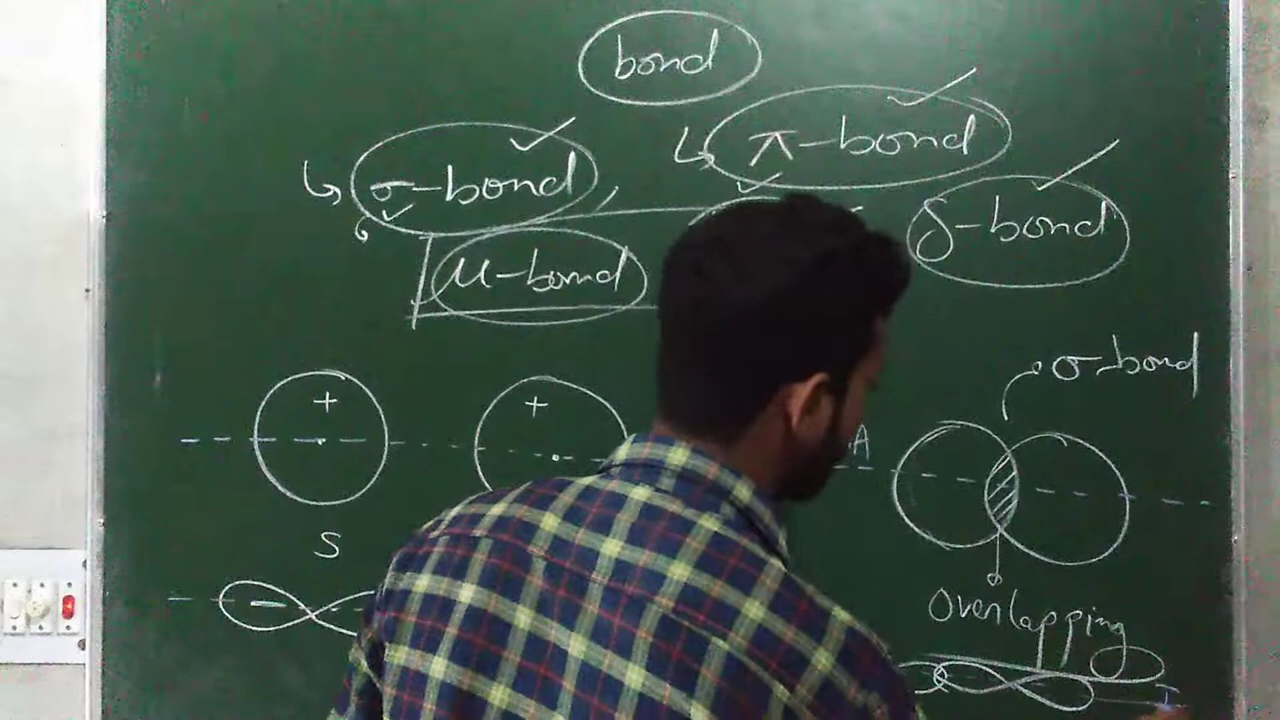 bond
σ-bond
π-bond
δ-bond
μ-bond
σ-bond
+
+
A
S
overlapping
-